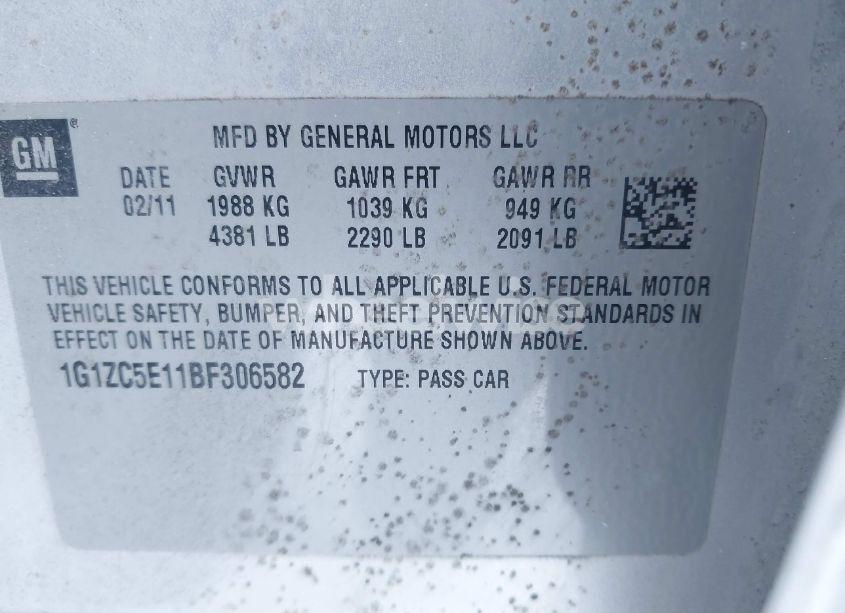 GM®
MFD BY GENERAL MOTORS LLC
DATE GVWR GAWR FRT GAWR RR
02/11 1988 KG 1039 KG 949 KG
4381 LB 2290 LB 2091 LB
THIS VEHICLE CONFORMS TO ALL APPLICABLE U.S. FEDERAL MOTOR
VEHICLE SAFETY, BUMPER, AND THEFT PREVENTION STANDARDS IN
EFFECT ON THE DATE OF MANUFACTURE SHOWN ABOVE.
1G1ZC5E11BF306582 TYPE: PASS CAR